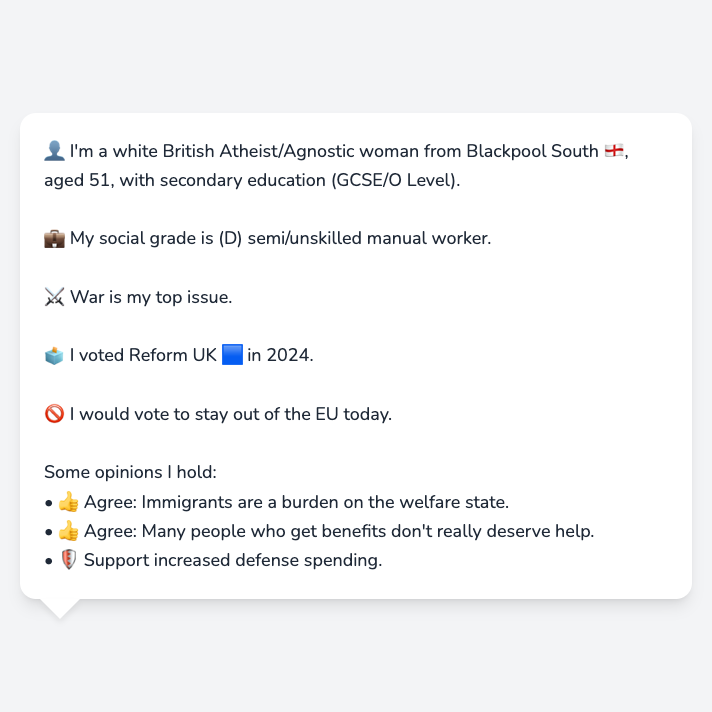 👤 I'm a white British Atheist/Agnostic woman from Blackpool South 🏴󠁧󠁢󠁥󠁮󠁧󠁿,
aged 51, with secondary education (GCSE/O Level).
💼 My social grade is (D) semi/unskilled manual worker.
⚔️ War is my top issue.
🗳️ I voted Reform UK 🟦 in 2024.
🚫 I would vote to stay out of the EU today.
Some opinions I hold:
• 👍 Agree: Immigrants are a burden on the welfare state.
• 👍 Agree: Many people who get benefits don't really deserve help.
• 🛡️ Support increased defense spending.